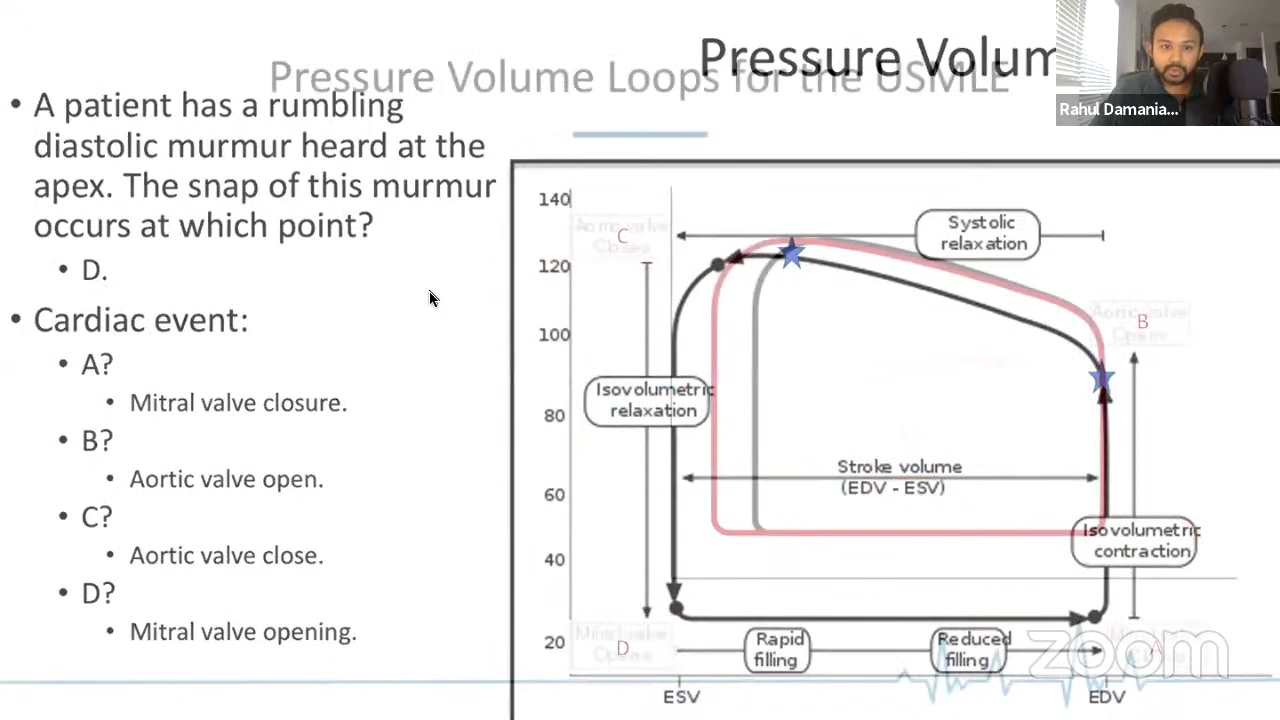 Pressure Volum
Pressure Volume Loops for the USMLE
Rahul Damania...
• A patient has a rumbling
diastolic murmur heard at the
apex. The snap of this murmur
occurs at which point?
• D.
• Cardiac event:
• A?
• Mitral valve closure.
• B?
• Aortic valve open.
• C?
• Aortic valve close.
• D?
• Mitral valve opening.
140
120
100
80
60
40
20
Aortic valve
Closes
C
Systolic
relaxation
Aortic valve
Opens
B
Isovolumetric
relaxation
Stroke volume
(EDV - ESV)
Isovolumetric
contraction
Mitral valve
Opens
D
Rapid
filling
Reduced
filling
A
zoom
ESV
EDV